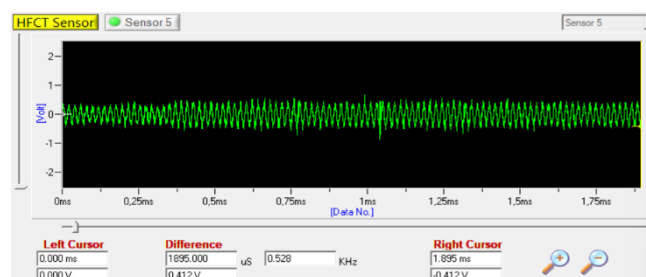 HFCT Sensor Sensor 5 Sensor 5
2
1
0
-1
-2
[Volt]
0ms 0,25ms 0,5ms 0,75ms 1ms 1,25ms 1,5ms 1,75ms
[Data No.]
Left Cursor Difference Right Cursor
0.000 ms 1895.000 uS 0.528 KHz 1.895 ms
0.000 V 0.412 V -0.412 V